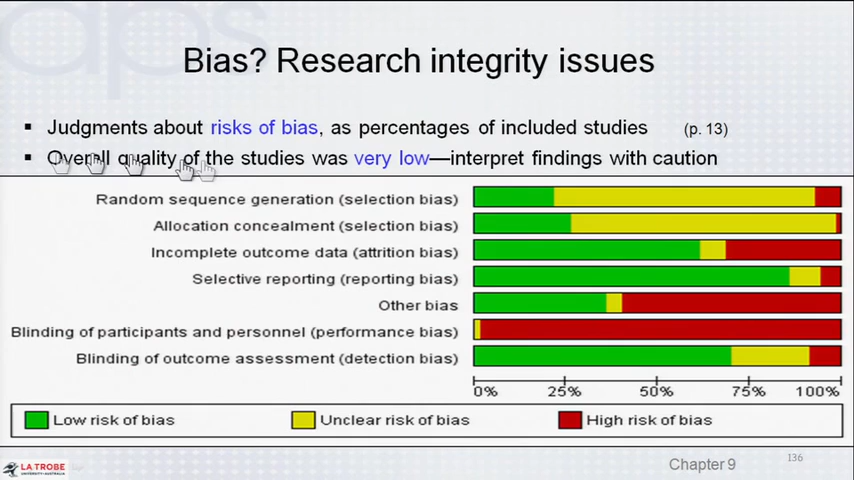 Bias? Research integrity issues
▪ Judgments about risks of bias, as percentages of included studies (p. 13)
▪ Overall quality of the studies was very low—interpret findings with caution
Random sequence generation (selection bias)
Allocation concealment (selection bias)
Incomplete outcome data (attrition bias)
Selective reporting (reporting bias)
Other bias
Blinding of participants and personnel (performance bias)
Blinding of outcome assessment (detection bias)
0% 25% 50% 75% 100%
Low risk of bias Unclear risk of bias High risk of bias
LA TROBE
Chapter 9
136